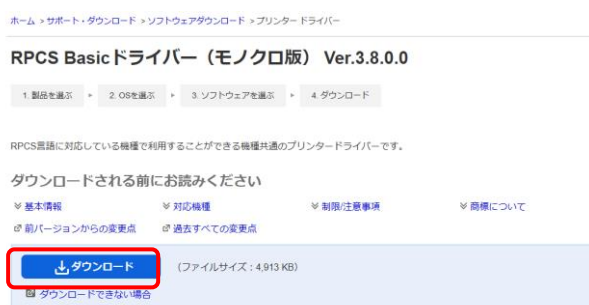 ホーム > サポート・ダウンロード > ソフトウェアダウンロード > プリンター ドライバー
RPCS Basicドライバー（モノクロ版） Ver.3.8.0.0
1. 製品を選ぶ 2. OSを選ぶ 3. ソフトウェアを選ぶ 4. ダウンロード
RPCS言語に対応している機種で利用することができる機種共通のプリンタードライバーです。
ダウンロードされる前にお読みください
基本情報 対応機種 制限/注意事項 商標について
前バージョンからの変更点 過去すべての変更点
ダウンロード (ファイルサイズ：4,913 KB)
ダウンロードできない場合